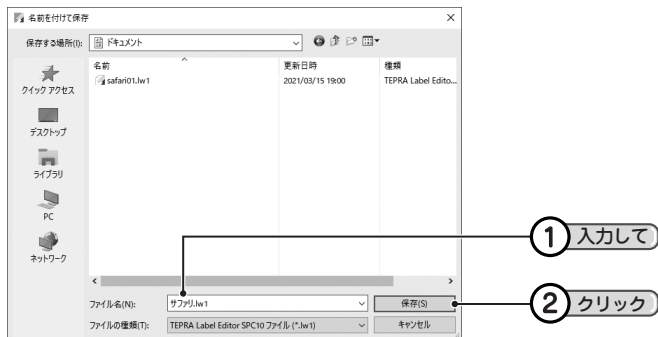 名前を付けて保存
保存する場所(I): ドキュメント
名前 更新日時 種類
safari01.lw1 2021/03/15 19:00 TEPRA Label Edito...
クイック アクセス
デスクトップ
ライブラリ
PC
ネットワーク
ファイル名(N): サファリ.lw1 保存(S)
ファイルの種類(T): TEPRA Label Editor SPC10 ファイル (*.lw1) キャンセル
1 入力して
2 クリック